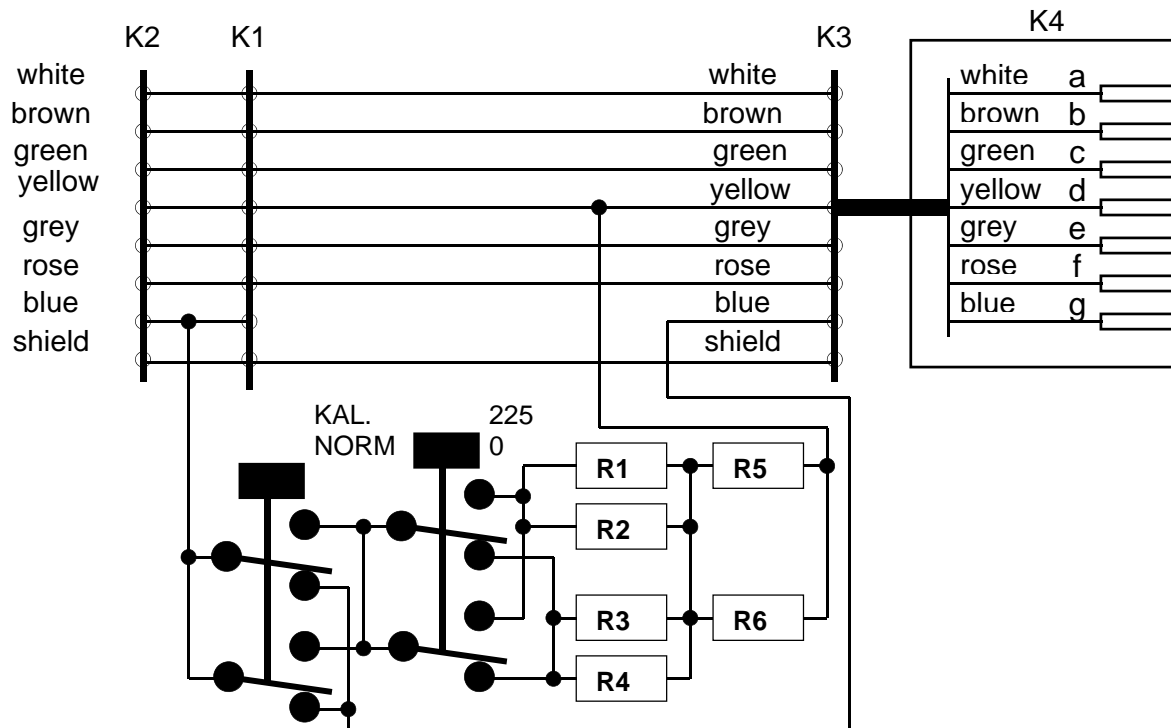 K4
K2 K1 K3
white white white a
brown brown brown b
green green green c
yellow yellow yellow d
grey grey grey e
rose rose rose f
blue blue blue g
shield shield
KAL. 225
NORM 0
R1 R5
R2
R3 R6
R4